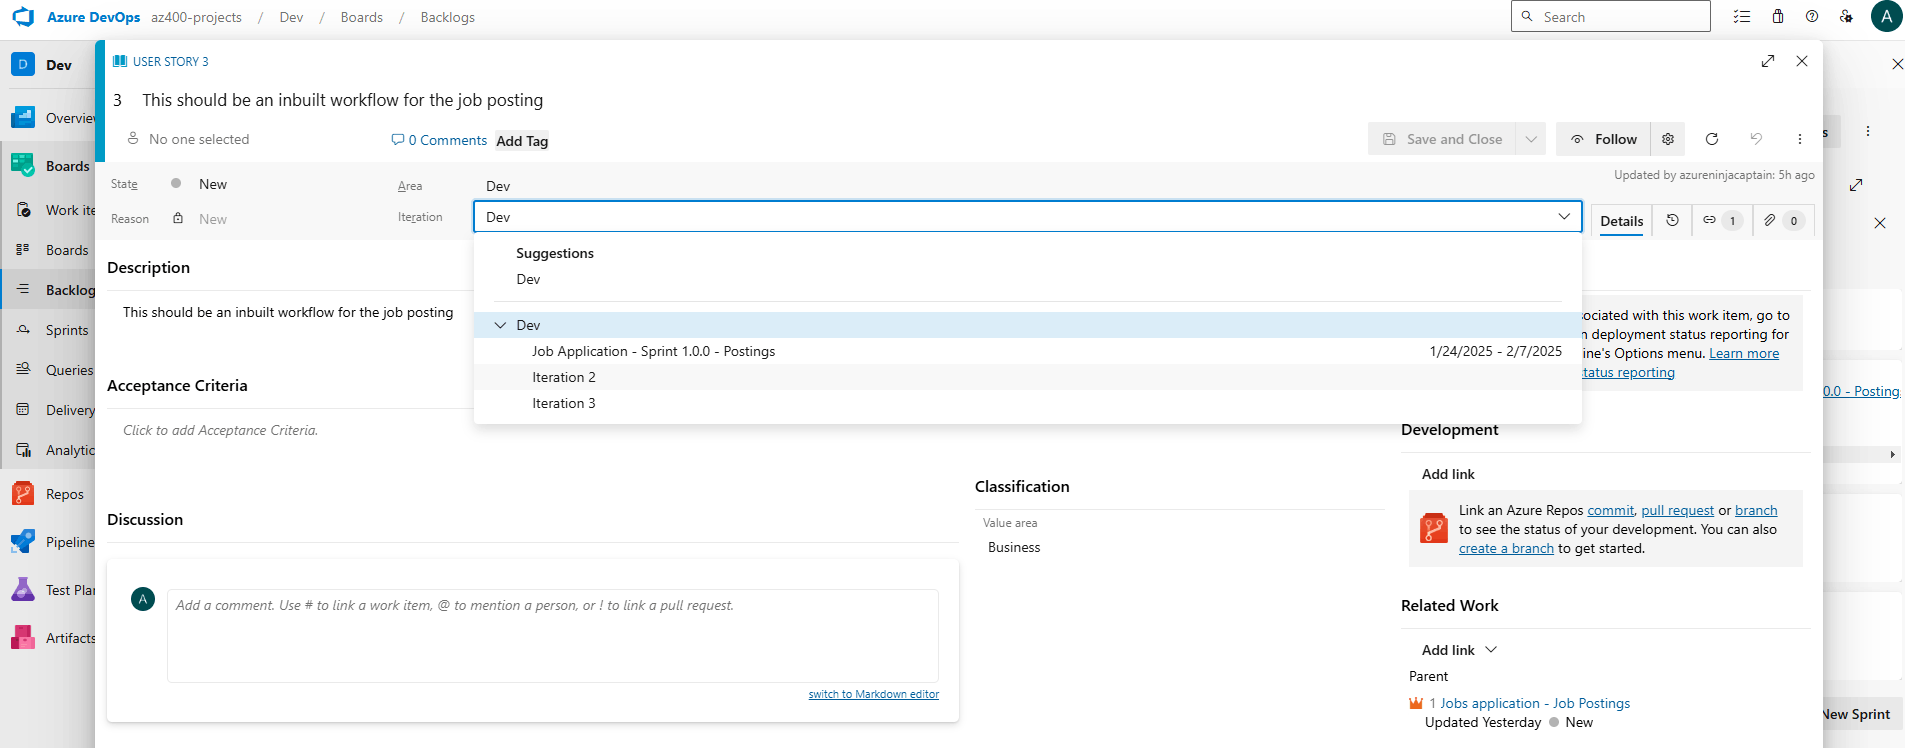 Azure DevOps az400-projects / Dev / Boards / Backlogs
Search
A
D Dev
USER STORY 3
3 This should be an inbuilt workflow for the job posting
Overview
No one selected
0 Comments
Add Tag
Save and Close
Follow
Boards
State
New
Area
Dev
Updated by azureninjacaptain: 5h ago
Reason
New
Iteration
Dev
Details
1
0
Work ite
Boards
Backlog
Sprints
Queries
Delivery
Analytic
Repos
Pipeline
Test Plan
Artifacts
Description
This should be an inbuilt workflow for the job posting
Suggestions
Dev
Dev
Job Application - Sprint 1.0.0 - Postings 1/24/2025 - 2/7/2025
Iteration 2
Iteration 3
Acceptance Criteria
Click to add Acceptance Criteria.
Discussion
A
Add a comment. Use # to link a work item, @ to mention a person, or ! to link a pull request.
switch to Markdown editor
Classification
Value area
Business
sociated with this work item, go to
n deployment status reporting for
ine's Options menu. Learn more
status reporting
Development
Add link
Link an Azure Repos commit, pull request or branch
to see the status of your development. You can also
create a branch to get started.
Related Work
Add link
Parent
1 Jobs application - Job Postings
Updated Yesterday New
s
0.0 - Posting
New Sprint